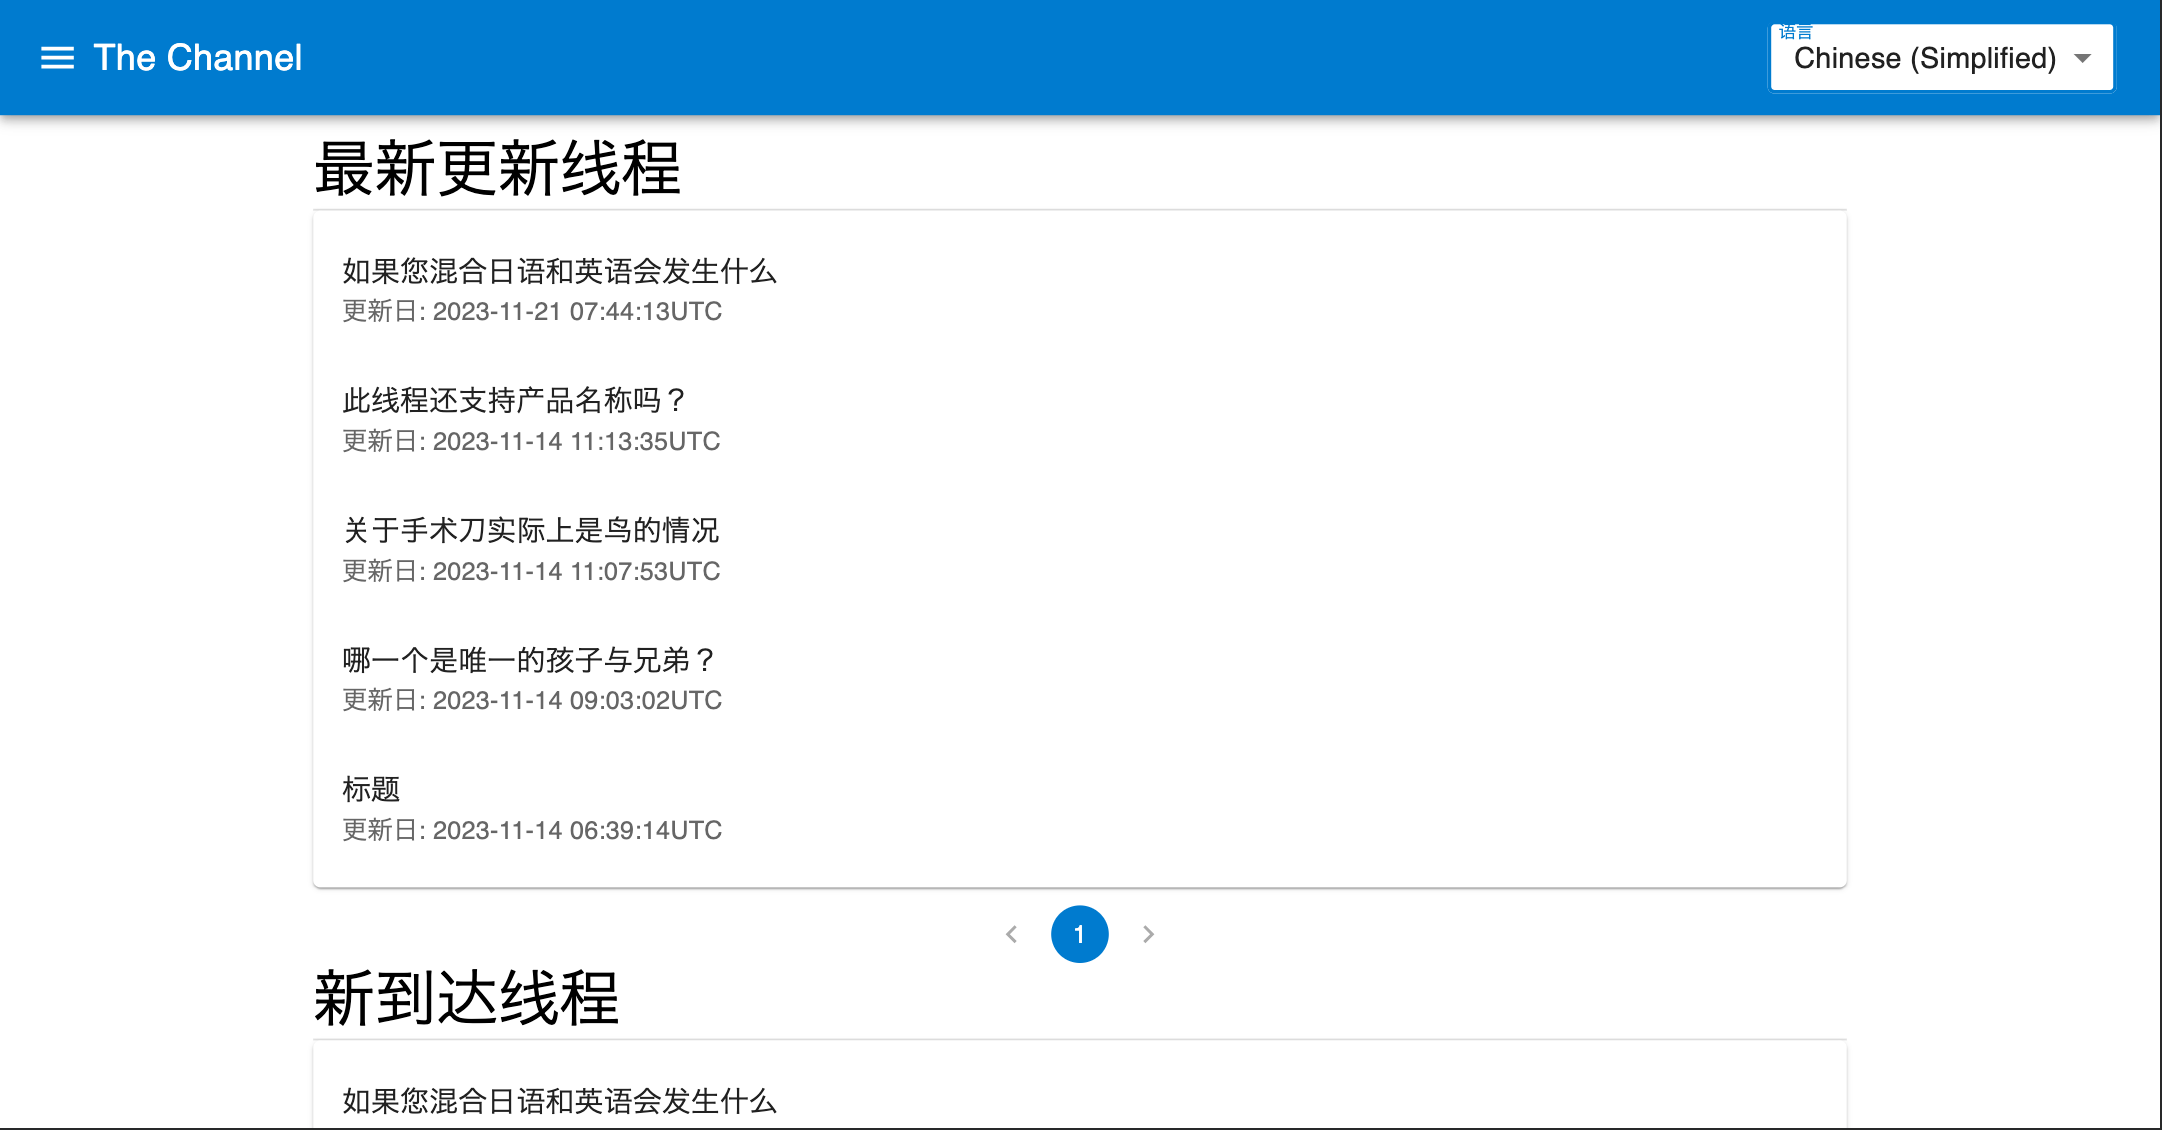 The Channel
语言
Chinese (Simplified)
最新更新线程
如果您混合日语和英语会发生什么
更新日: 2023-11-21 07:44:13UTC
此线程还支持产品名称吗？
更新日: 2023-11-14 11:13:35UTC
关于手术刀实际上是鸟的情况
更新日: 2023-11-14 11:07:53UTC
哪一个是唯一的孩子与兄弟？
更新日: 2023-11-14 09:03:02UTC
标题
更新日: 2023-11-14 06:39:14UTC
1
新到达线程
如果您混合日语和英语会发生什么